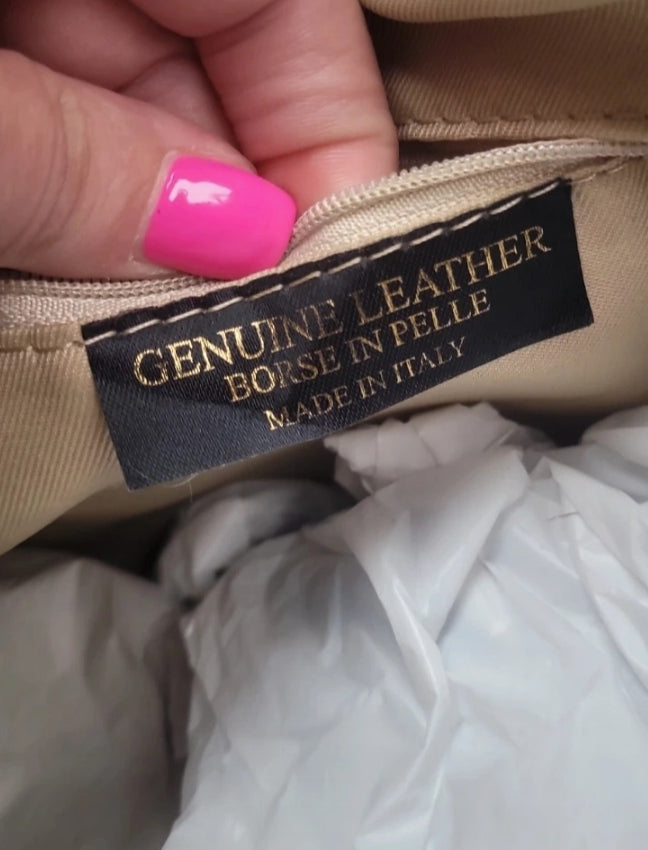 GENUINE LEATHER
BORSE IN PELLE
MADE IN ITALY